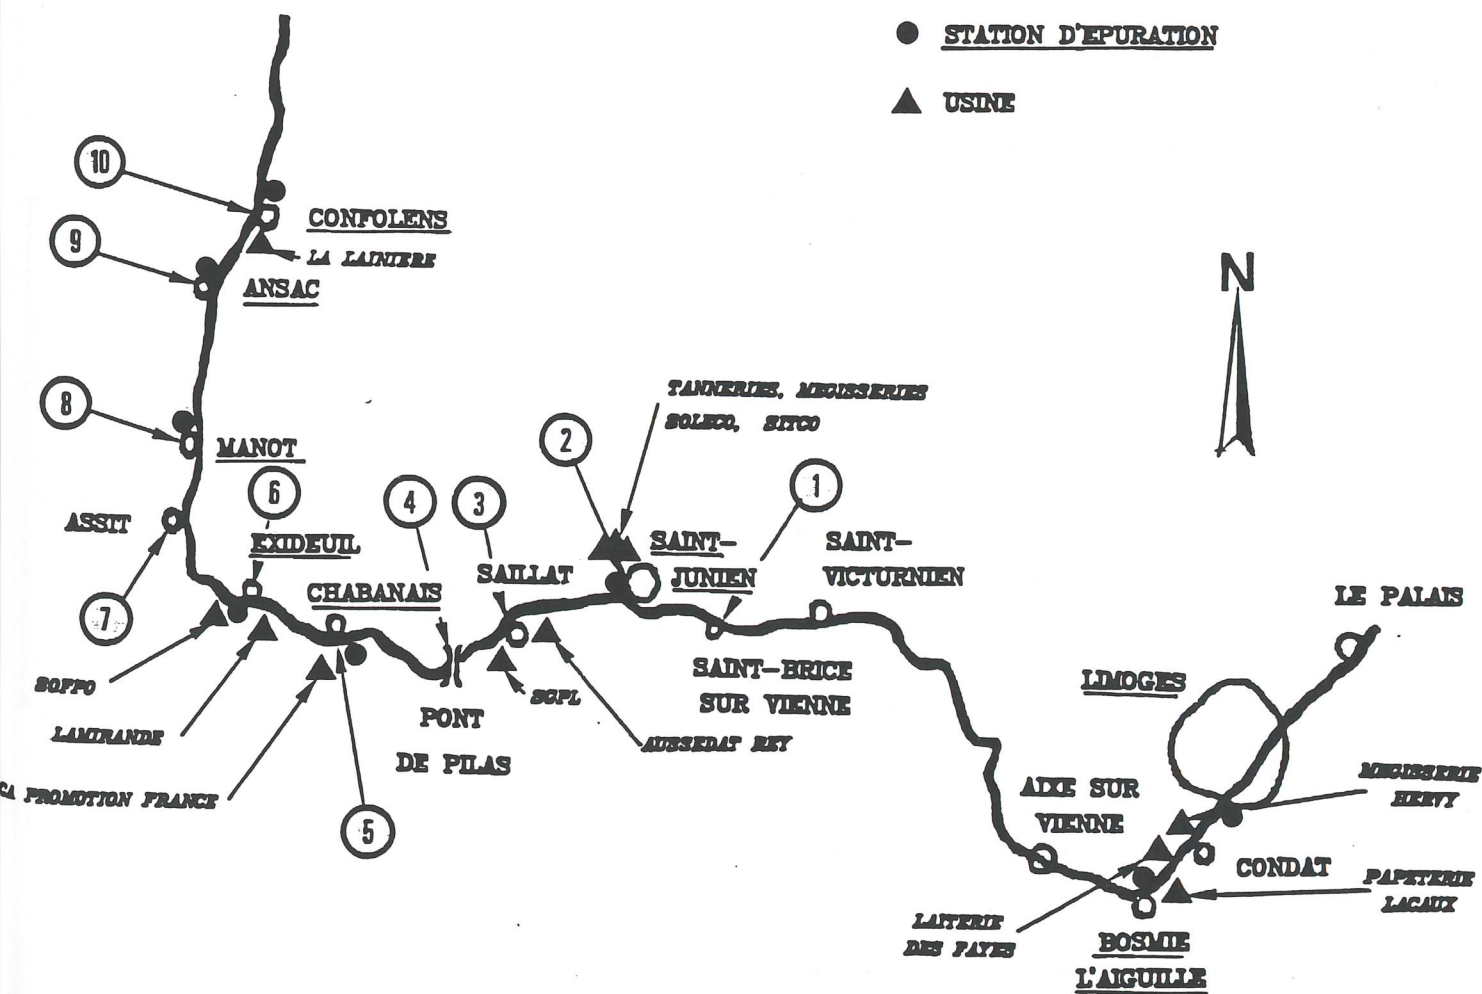 STATION D'EPURATION
USINE
10
CONFOLENS
LA LAINIERE
9
ANSAC
N
8
MANOT
TANNERIES, MEGISSERIES
SOLECO, SITCO
2
1
6
4
3
ASSIT
EXIDEUIL
SAINT-
JUNIEN
SAINT-
VICTURNIEN
SAILLAT
CHABANAIS
LE PALAIS
7
SAINT-BRICE
SUR VIENNE
LIMOGES
SOFPO
SGPL
LAMIRANDE
PONT
DE PILAS
AUSSEDAT REY
CA PROMOTION FRANCE
5
AIXE SUR
VIENNE
MEGISSERIE
HERVY
CONDAT
PAPETERIE
LACAUX
LAITERIE
DES FAYES
BOSMIE
L'AIGUILLE